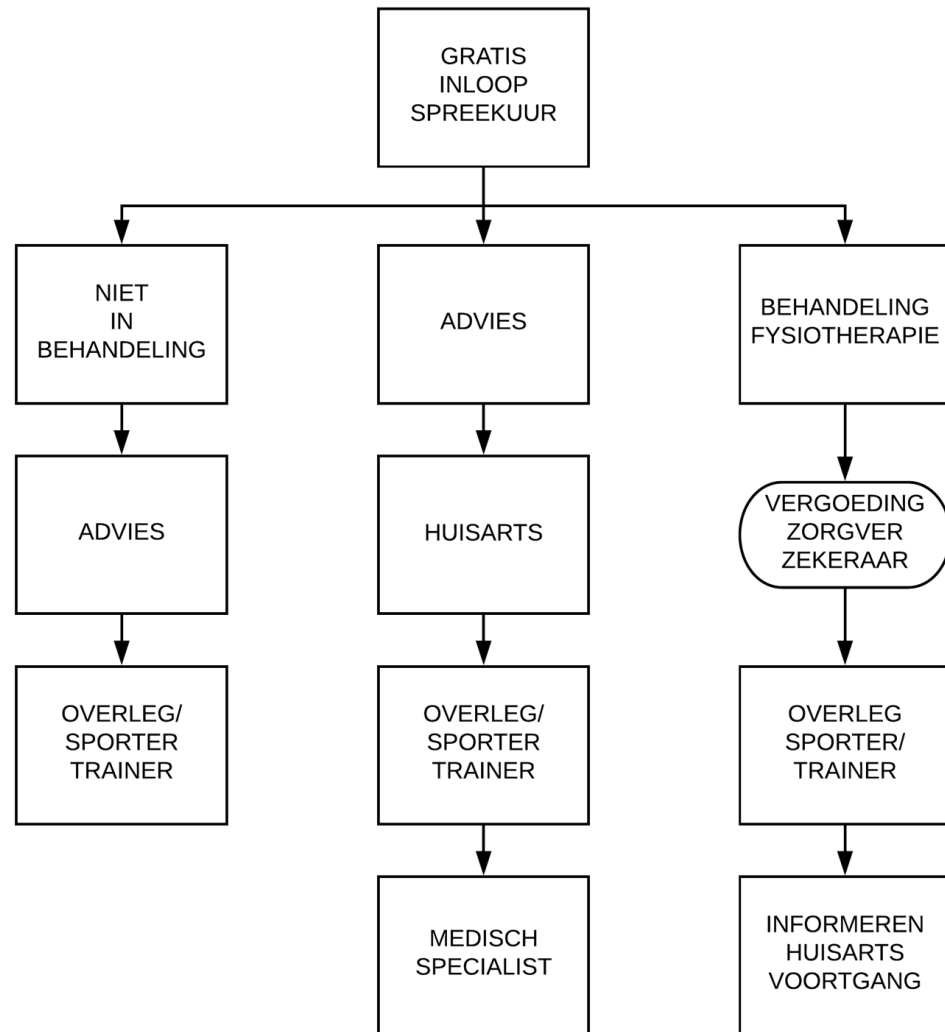 GRATIS
INLOOP
SPREEKUUR
NIET
IN
BEHANDELING
ADVIES
BEHANDELING
FYSIOTHERAPIE
ADVIES
HUISARTS
VERGOEDING
ZORGVER
ZEKERAAR
OVERLEG/
SPORTER
TRAINER
OVERLEG/
SPORTER
TRAINER
OVERLEG
SPORTER/
TRAINER
MEDISCH
SPECIALIST
INFORMEREN
HUISARTS
VOORTGANG